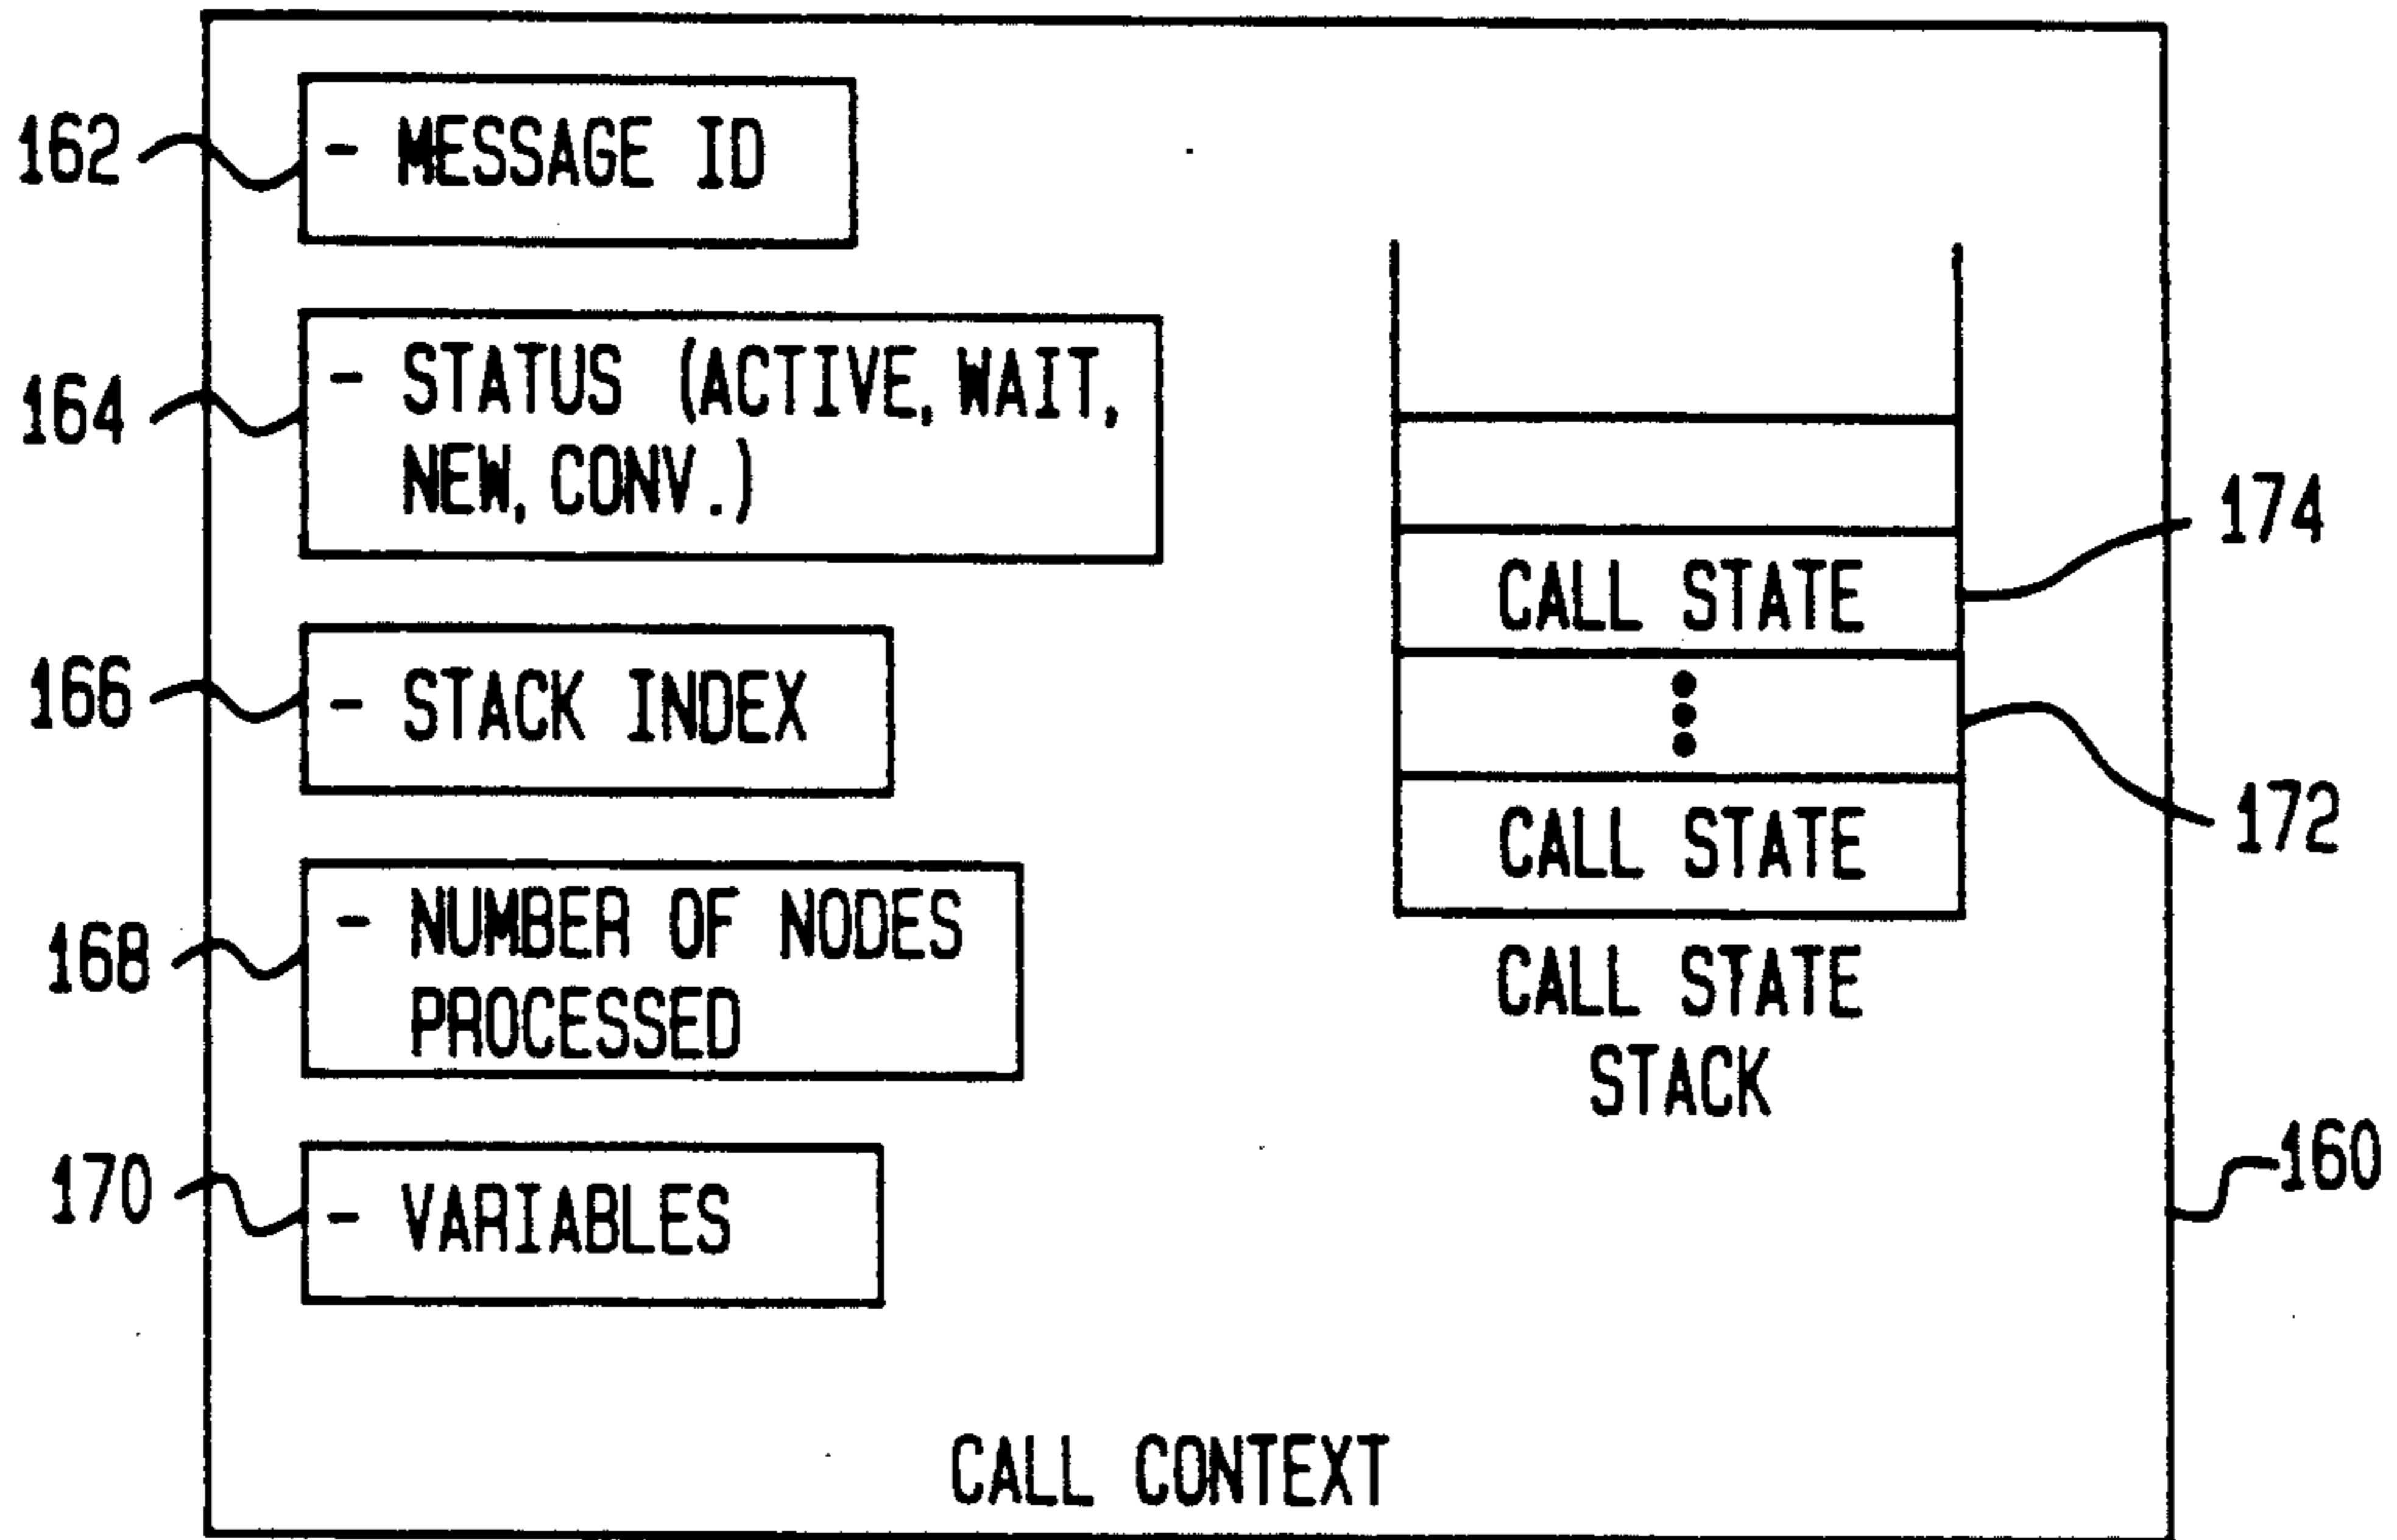 162
- MESSAGE ID
164
- STATUS (ACTIVE, WAIT,
NEW, CONV.)
166
- STACK INDEX
168
- NUMBER OF NODES
PROCESSED
170
- VARIABLES
CALL STATE
174
172
CALL STATE
CALL STATE
STACK
160
CALL CONTEXT